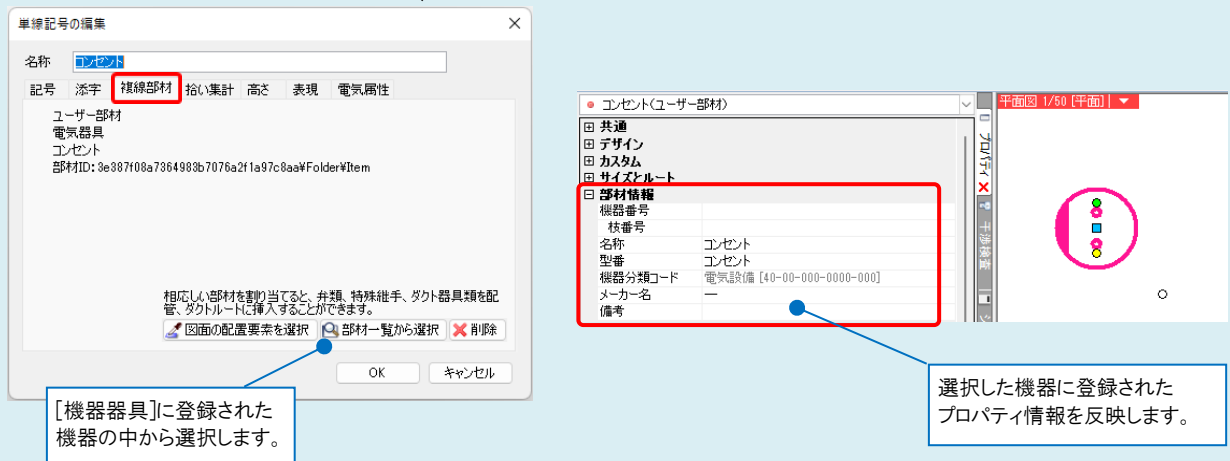 単線記号の編集
名称 コンセント
記号 添字 複線部材 拾い集計 高さ 表現 電気属性
ユーザー部材
電気器具
コンセント
部材ID:3e387f08a7364983b7076a2f1a97c8aa¥Folder¥Item
相応しい部材を割り当てると、弁類、特殊継手、ダクト器具類を配
管、ダクトルートに挿入することができます。
図面の配置要素を選択 部材一覧から選択 削除
OK キャンセル
[機器器具]に登録された
機器の中から選択します。
コンセント(ユーザー部材)
共通
デザイン
カスタム
サイズとルート
部材情報
機器番号
枝番号
名称 コンセント
型番 コンセント
機器分類コード 電気設備 [40-00-000-0000-000]
メーカー名 ―
備考
プロパティ
干渉検査
平面図 1/50 [平面]
選択した機器に登録された
プロパティ情報を反映します。